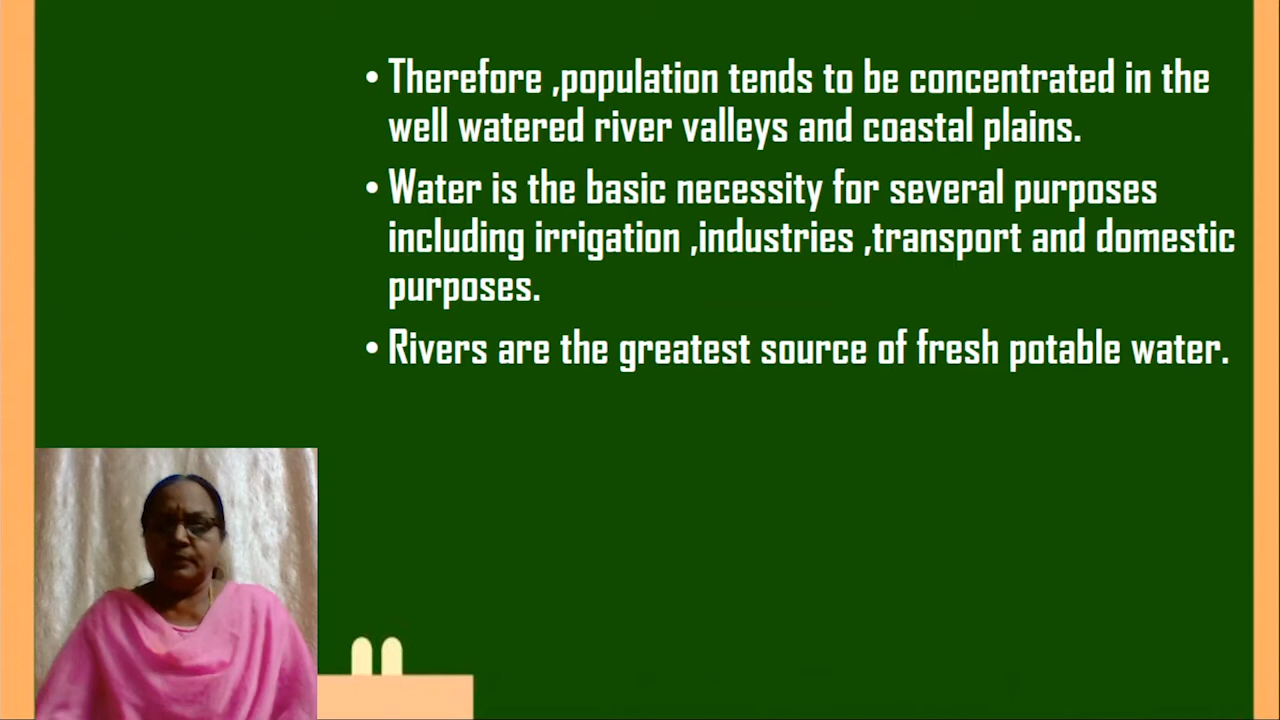 • Therefore ,population tends to be concentrated in the
well watered river valleys and coastal plains.
• Water is the basic necessity for several purposes
including irrigation ,industries ,transport and domestic
purposes.
• Rivers are the greatest source of fresh potable water.